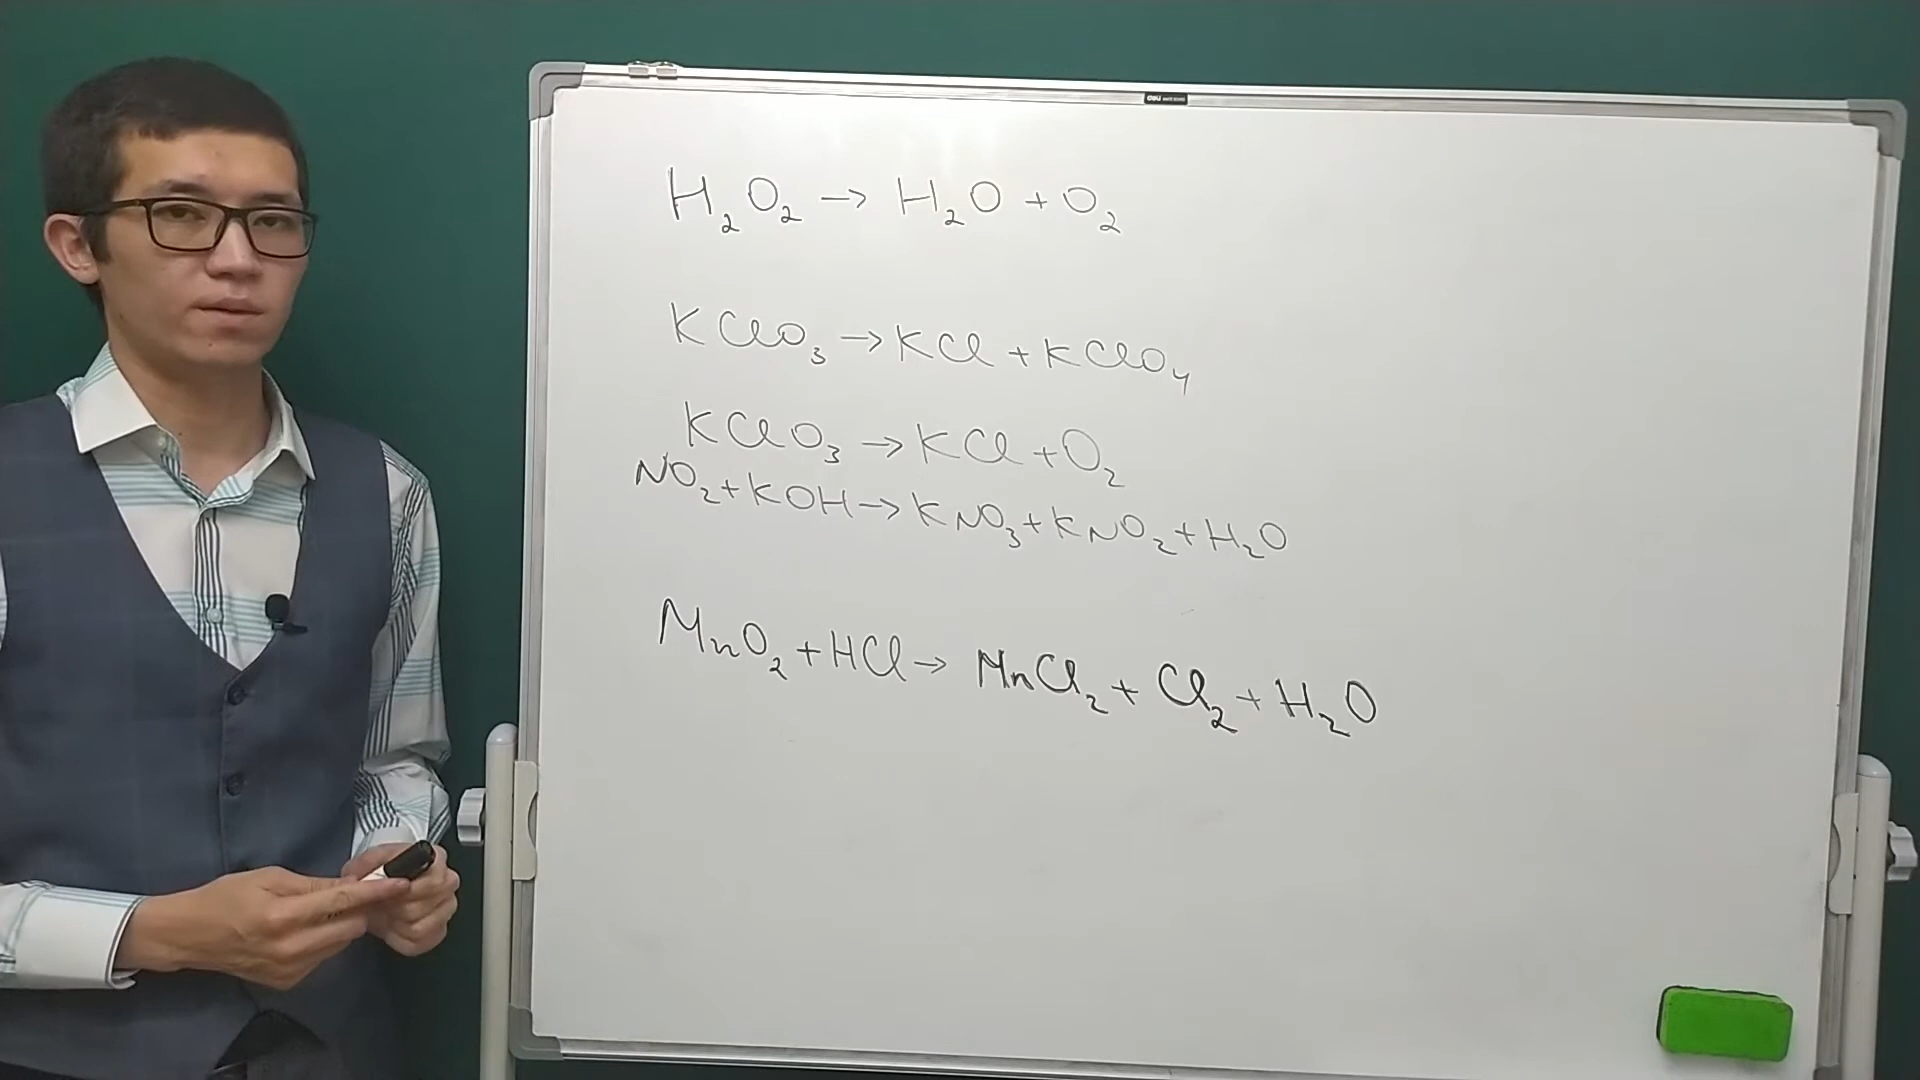 deli
H₂O₂ → H₂O + O₂
KClO₃ → KCl + KClO₄
KClO₃ → KCl + O₂
NO₂ + KOH → KNO₃ + KNO₂ + H₂O
MnO₂ + HCl → MnCl₂ + Cl₂ + H₂O